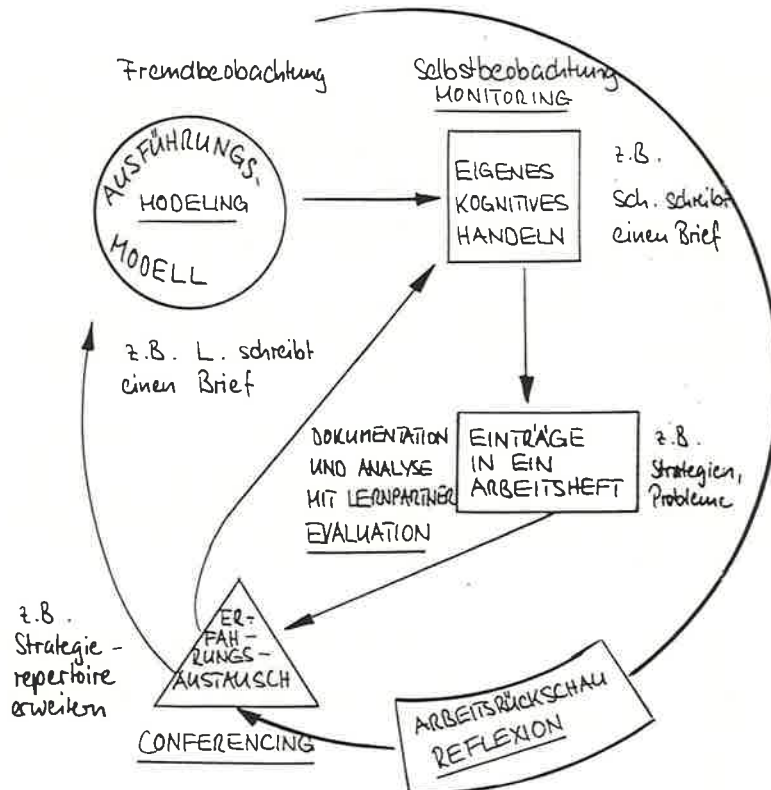 Fremdbeobachtung
Selbstbeobachtung
MONITORING
AUSFÜHRUNGS-
MODELING
MODELL
EIGENES
KOGNITIVES
HANDELN
z.B.
Sch. schreibt
einen Brief
z.B. L. schreibt
einen Brief
DOKUMENTATION
UND ANALYSE
MIT LERNPARTNER
EVALUATION
EINTRÄGE
IN EIN
ARBEITSHEFT
z.B.
Strategien,
Probleme
z.B.
Strategie-
repertoire
erweitern
ER-
FAH-
RUNGS-
AUSTAUSCH
CONFERENCING
ARBEITSRÜCKSCHAU
REFLEXION